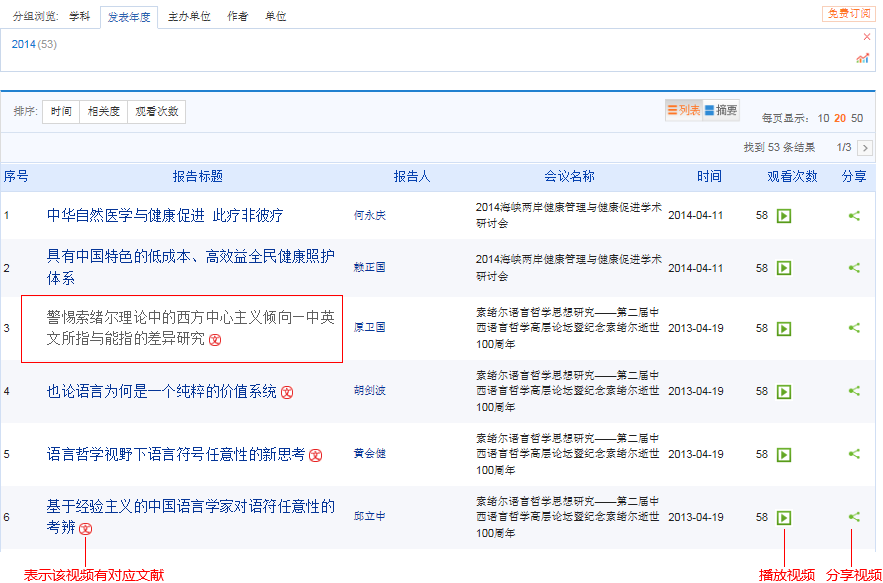 分组浏览: 学科 发表年度 主办单位 作者 单位 免费订阅
2014 (53)
排序: 时间 相关度 观看次数 列表 摘要 每页显示: 10 20 50
找到 53 条结果 1/3
序号 报告标题 报告人 会议名称 时间 观看次数 分享
1 中华自然医学与健康促进 此疗非彼疗 何永庆 2014海峡两岸健康管理与健康促进学术 2014-04-11 58
研讨会
2 具有中国特色的低成本、高效益全民健康照护 赖正国 2014海峡两岸健康管理与健康促进学术 2014-04-11 58
体系 研讨会
3 警惕索绪尔理论中的西方中心主义倾向—中英 原卫国 索绪尔语言哲学思想研究——第二届中 2013-04-19 58
文所指与能指的差异研究 文 西语言哲学高层论坛暨纪念索绪尔逝世
100周年
4 也论语言为何是一个纯粹的价值系统 文 胡剑波 索绪尔语言哲学思想研究——第二届中 2013-04-19 58
西语言哲学高层论坛暨纪念索绪尔逝世
100周年
5 语言哲学视野下语言符号任意性的新思考 文 黄会健 索绪尔语言哲学思想研究——第二届中 2013-04-19 58
西语言哲学高层论坛暨纪念索绪尔逝世
100周年
6 基于经验主义的中国语言学家对语符任意性的 邱立中 索绪尔语言哲学思想研究——第二届中 2013-04-19 58
考辨 文 西语言哲学高层论坛暨纪念索绪尔逝世
100周年
表示该视频有对应文献 播放视频 分享视频